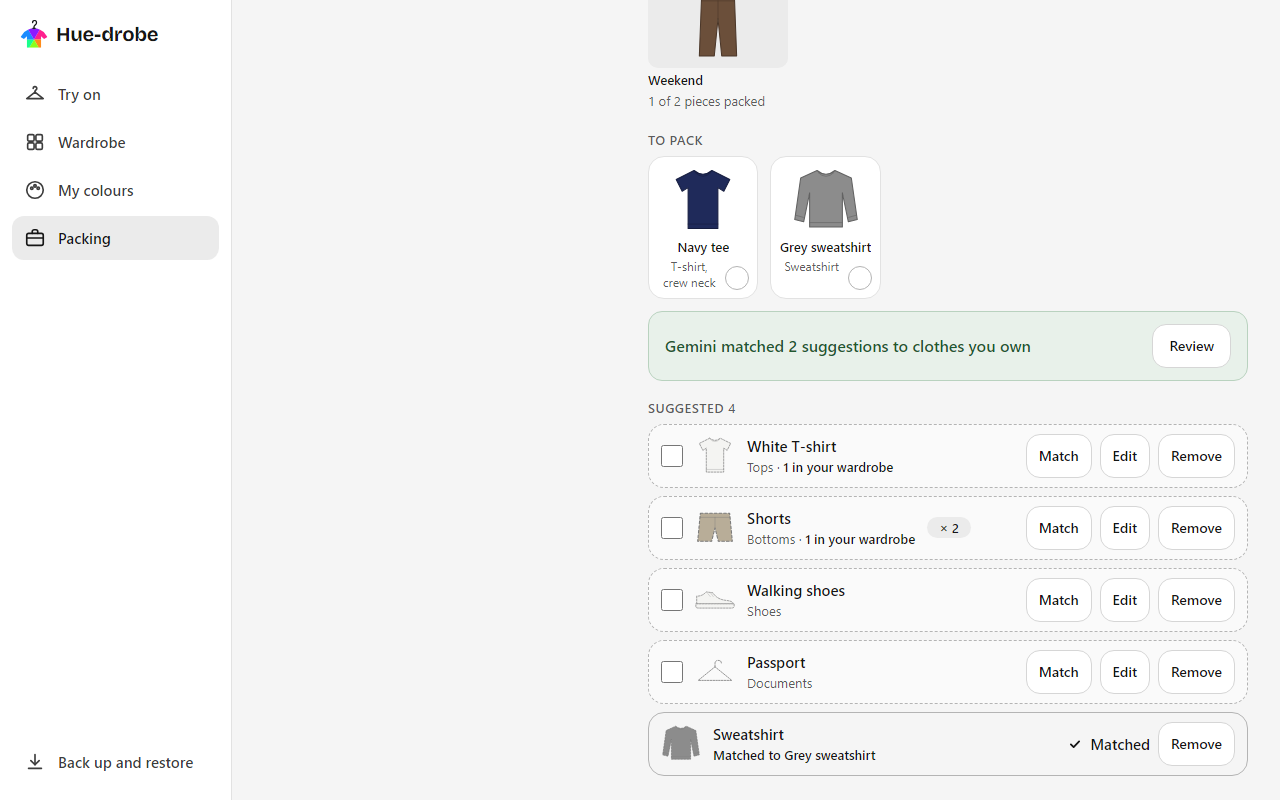 Hue-drobe
Try on
Wardrobe
My colours
Packing
Back up and restore
Weekend
1 of 2 pieces packed
TO PACK
Navy tee
T-shirt,
crew neck
Grey sweatshirt
Sweatshirt
Gemini matched 2 suggestions to clothes you own
Review
SUGGESTED 4
White T-shirt
Tops · 1 in your wardrobe
Match
Edit
Remove
Shorts
Bottoms · 1 in your wardrobe
× 2
Match
Edit
Remove
Walking shoes
Shoes
Match
Edit
Remove
Passport
Documents
Match
Edit
Remove
Sweatshirt
Matched to Grey sweatshirt
Matched
Remove